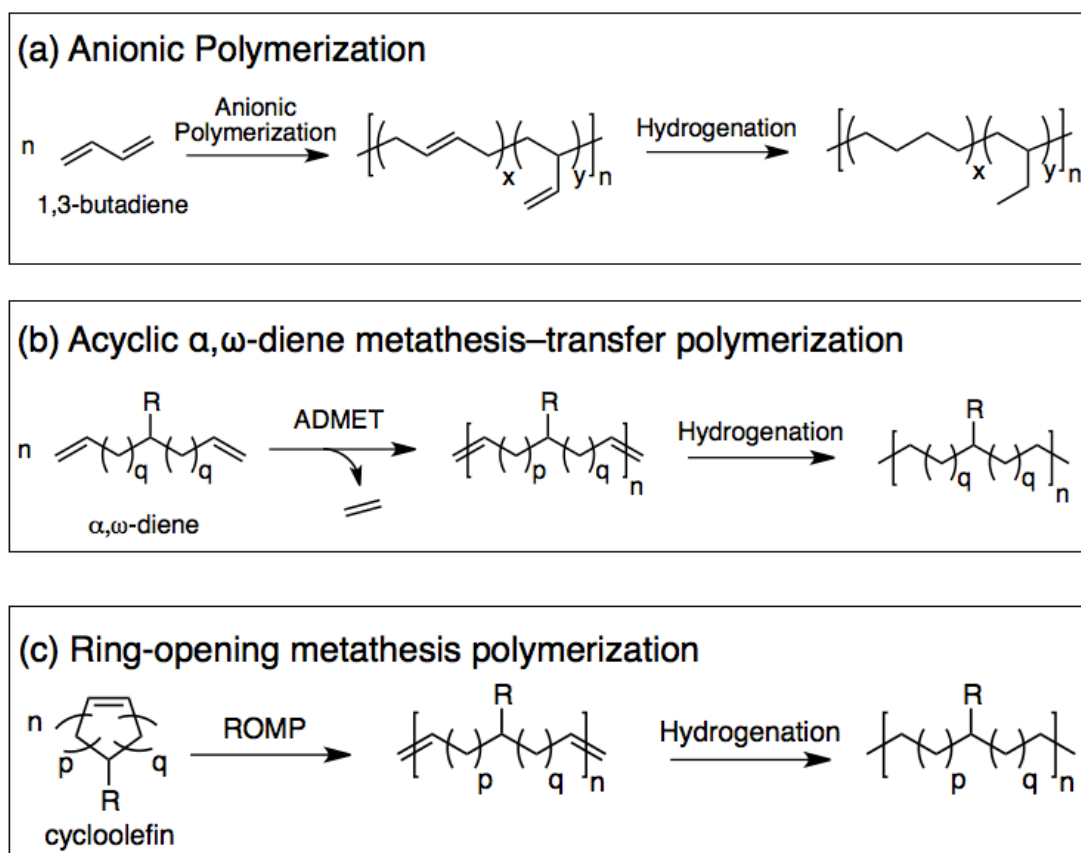 (a) Anionic Polymerization
n
Anionic
Polymerization
x y n
Hydrogenation
x y n
1,3-butadiene
(b) Acyclic α,ω-diene metathesis–transfer polymerization
R
n
q q
ADMET
R
p q n
Hydrogenation
R
q q n
α,ω-diene
(c) Ring-opening metathesis polymerization
n
p q
R
ROMP
R
p q n
Hydrogenation
R
p q n
cycloolefin